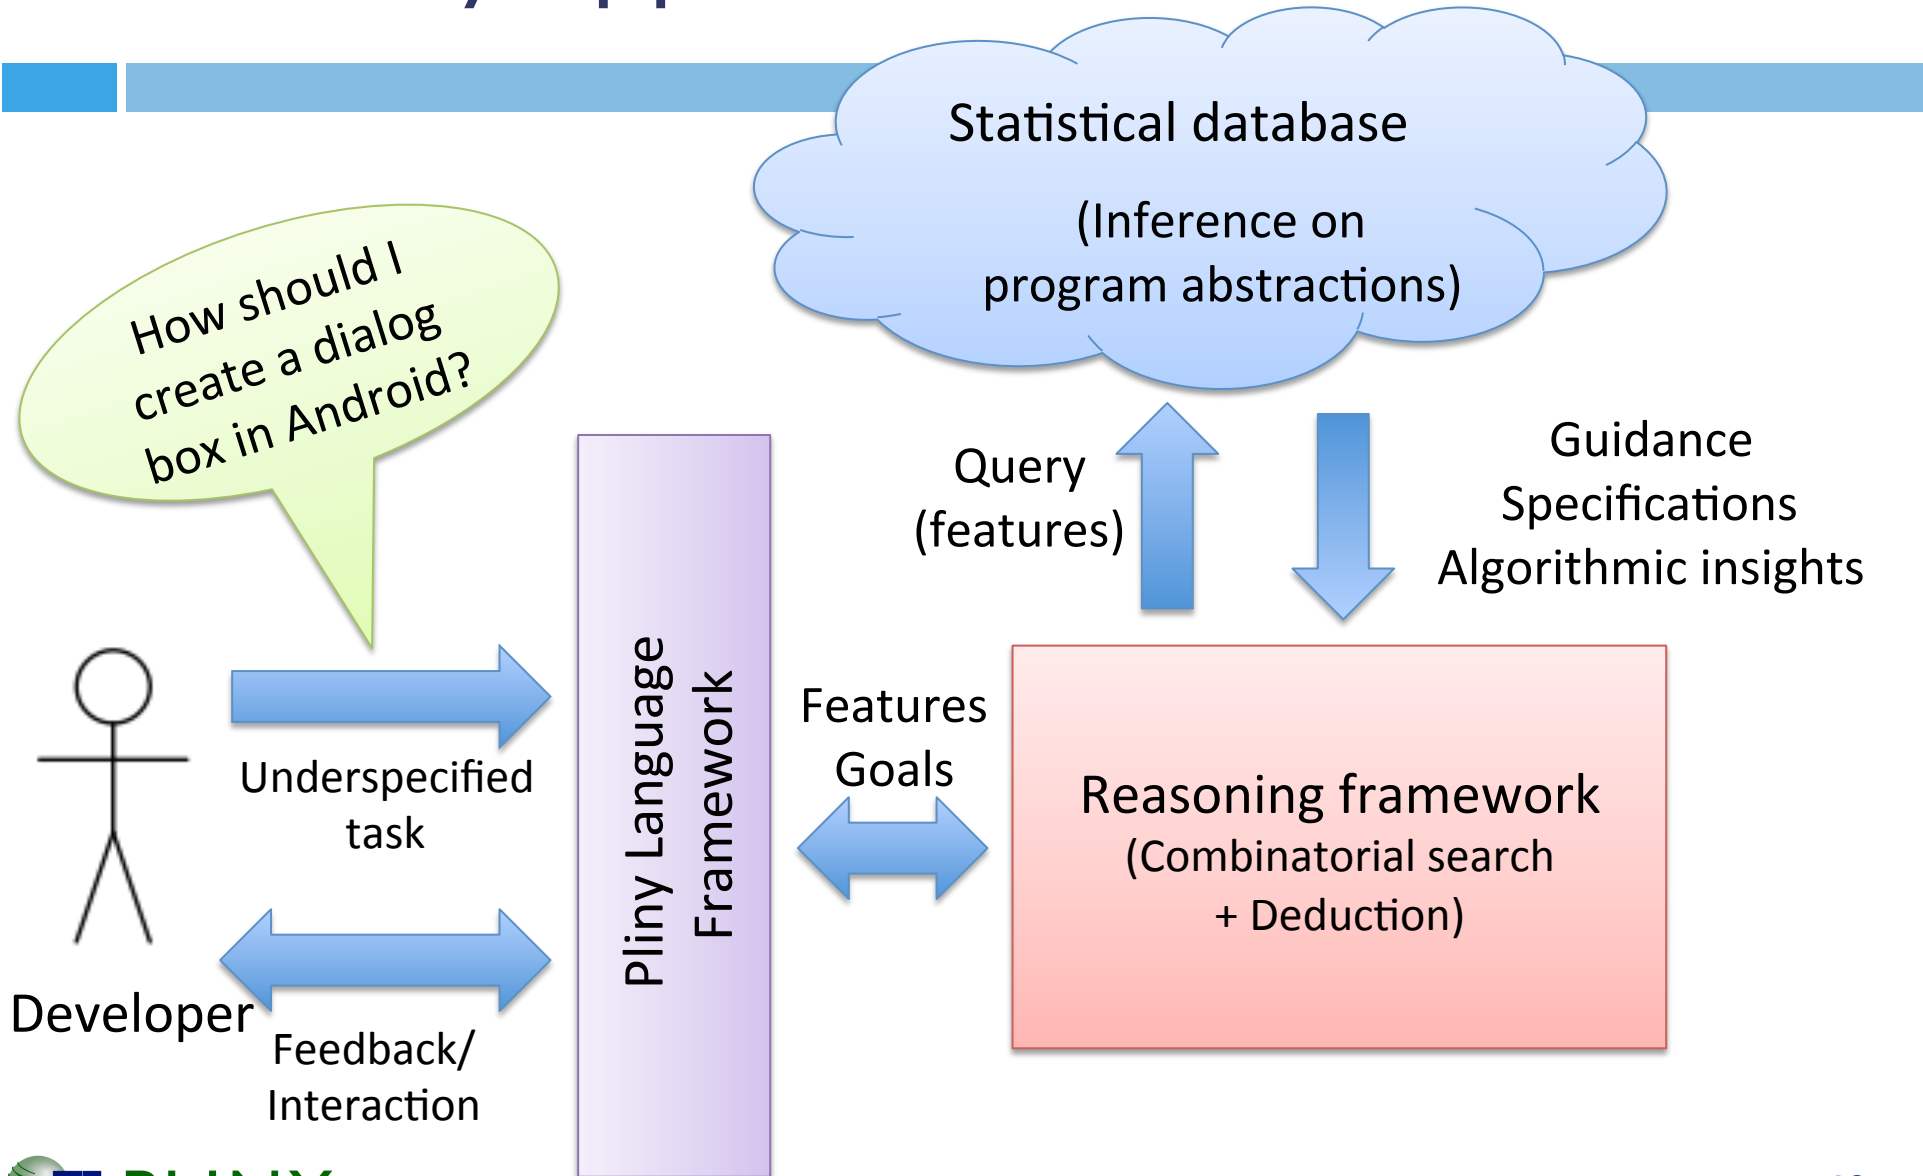 Statistical database
(Inference on
program abstractions)
How should I
create a dialog
box in Android?
Query
(features)
Guidance
Specifications
Algorithmic insights
Underspecified
task
Pliny Language
Framework
Features
Goals
Reasoning framework
(Combinatorial search
+ Deduction)
Developer
Feedback/
Interaction